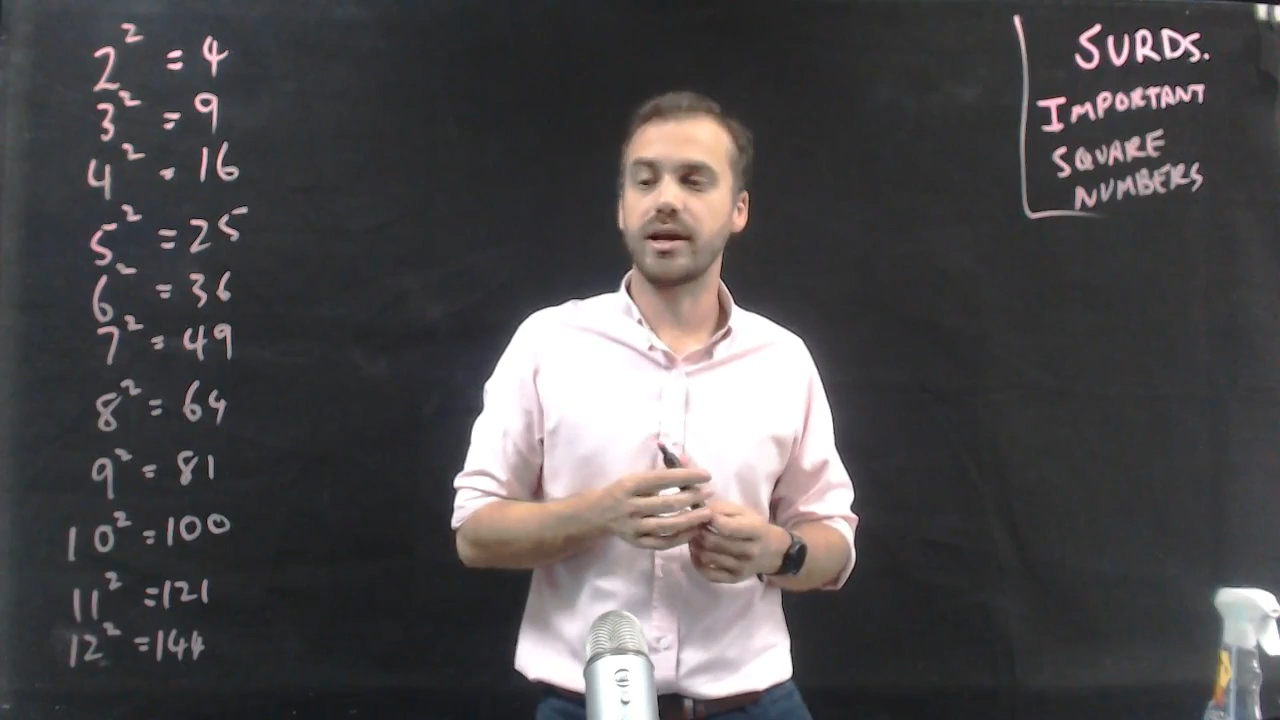 2² = 4
3² = 9
4² = 16
5² = 25
6² = 36
7² = 49
8² = 64
9² = 81
10² = 100
11² = 121
12² = 144
SURDS.
IMPORTANT
SQUARE
NUMBERS